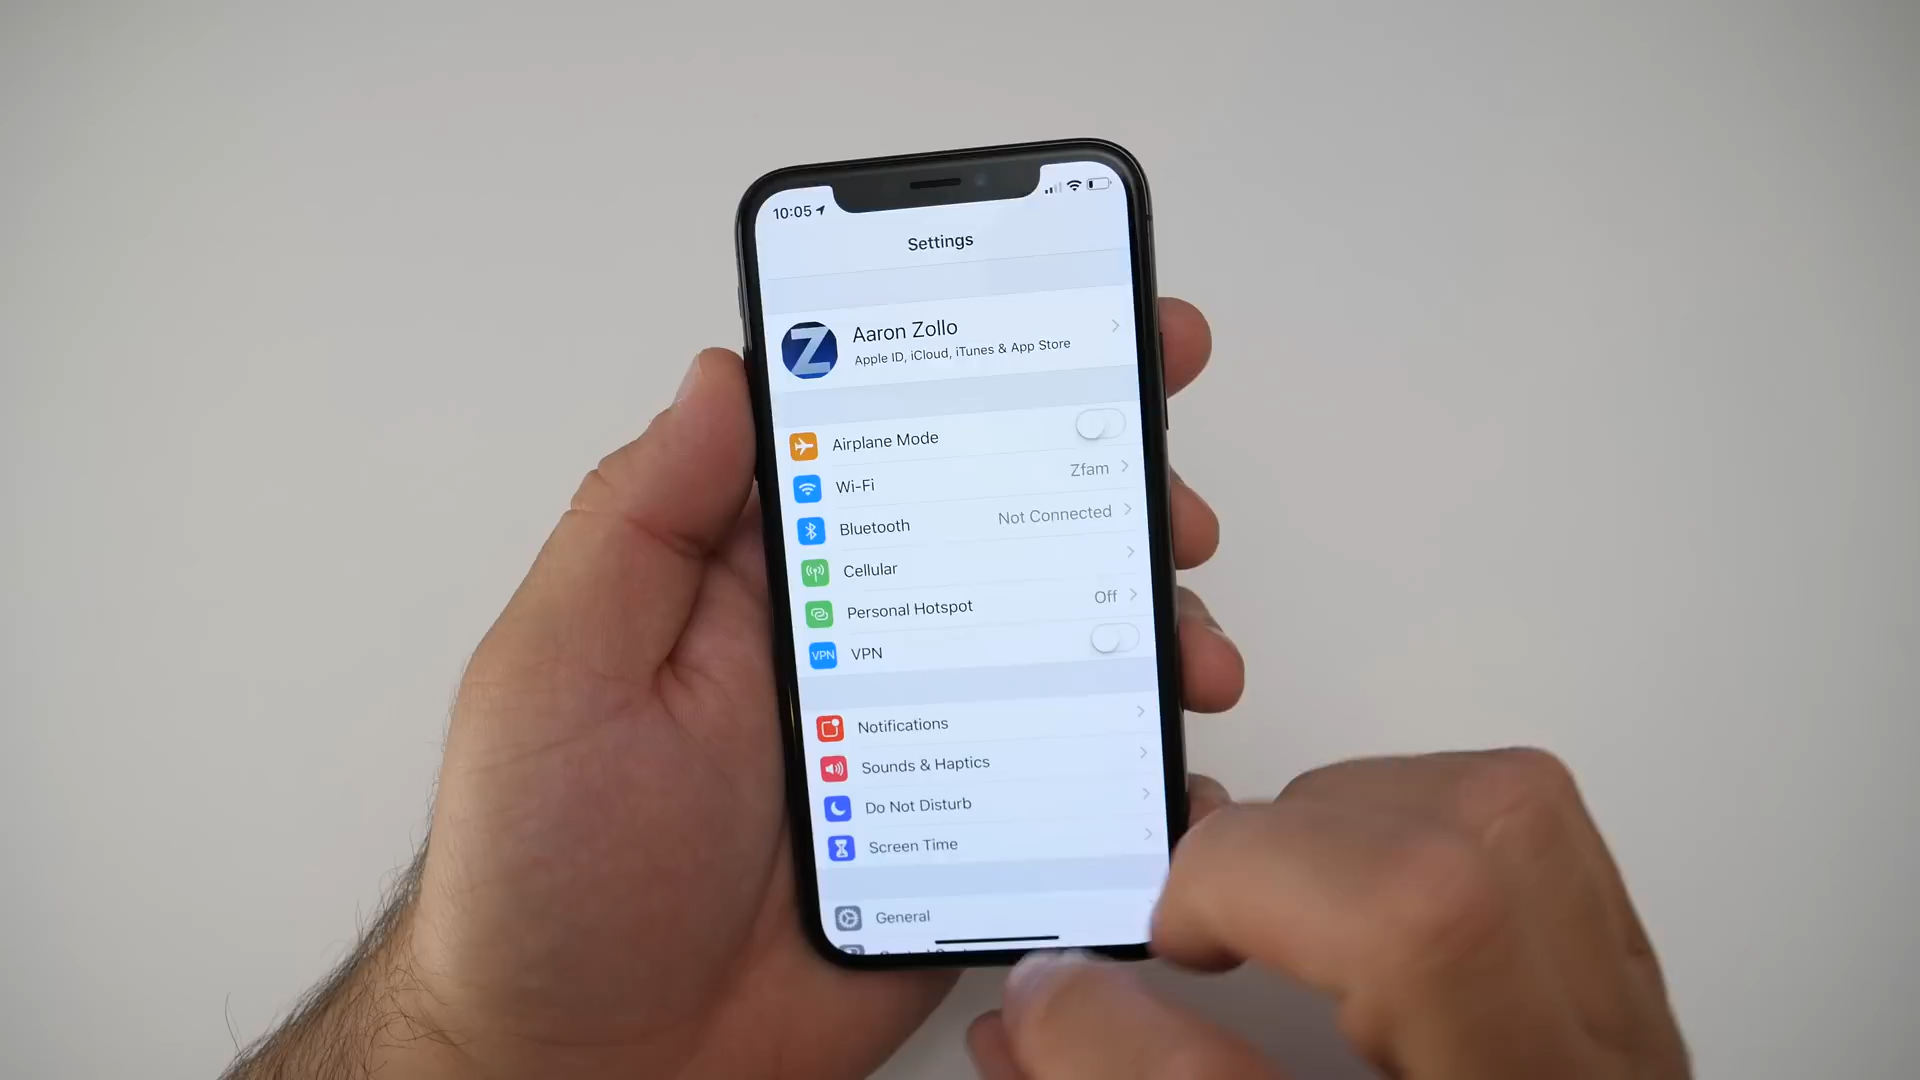 10:05
Settings
Z
Aaron Zollo
Apple ID, iCloud, iTunes & App Store
Airplane Mode
Wi-Fi Zfam
Bluetooth Not Connected
Cellular
Personal Hotspot Off
VPN VPN
Notifications
Sounds & Haptics
Do Not Disturb
Screen Time
General